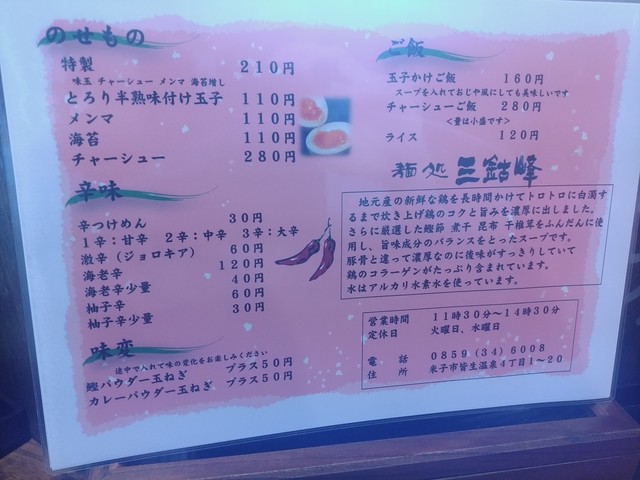 のせもの
特製 210円
味玉 チャーシュー メンマ 海苔増し
とろり半熟味付け玉子 110円
メンマ 110円
海苔 110円
チャーシュー 280円
辛味
辛つけめん 30円
1辛:甘辛 2辛:中辛 3辛:大辛
激辛(ジョロキア) 60円
海老辛 120円
海老辛少量 40円
柚子辛 60円
柚子辛少量 30円
味変
途中で入れて味の変化をお楽しみください
鰹パウダー玉ねぎ プラス50円
カレーパウダー玉ねぎ プラス50円
ご飯
玉子かけご飯 160円
スープを入れておじや風にしても美味しいです
チャーシューご飯 280円
<量は小盛です>
ライス 120円
麺処 三鈷峰
地元産の新鮮な鶏を長時間かけてトロトロに白濁す
るまで炊き上げ鶏のコクと旨みを濃厚に出しました。
さらに厳選した鰹節 煮干 昆布 干椎茸をふんだんに使
用し、旨味成分のバランスをとったスープです。
豚骨と違って濃厚なのに後味がすっきりしていて
鶏のコラーゲンがたっぷり含まれています。
水はアルカリ水素水を使っています。
営業時間 11時30分~14時30分
定休日 火曜日、水曜日
電話 0859(34)6008
住所 米子市皆生温泉4丁目1~20